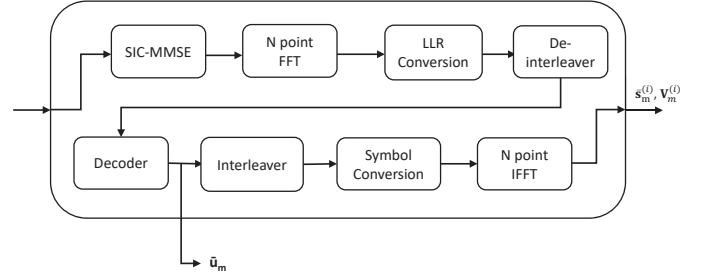 SIC-MMSE
N point
FFT
LLR
Conversion
De-
interleaver
s̄ₘ⁽ⁱ⁾, Vₘ⁽ⁱ⁾
Decoder
Interleaver
Symbol
Conversion
N point
IFFT
ūₘ